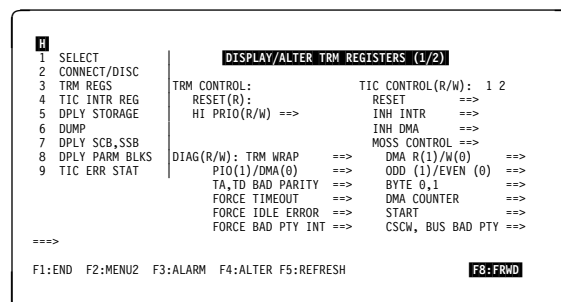 H
1 SELECT DISPLAY/ALTER TRM REGISTERS (1/2)
2 CONNECT/DISC
3 TRM REGS TRM CONTROL: TIC CONTROL(R/W): 1 2
4 TIC INTR REG RESET(R): RESET ==>
5 DPLY STORAGE HI PRIO(R/W) ==> INH INTR ==>
6 DUMP INH DMA ==>
7 DPLY SCB,SSB MOSS CONTROL ==>
8 DPLY PARM BLKS DIAG(R/W): TRM WRAP ==> DMA R(1)/W(0) ==>
9 TIC ERR STAT PIO(1)/DMA(0) ==> ODD (1)/EVEN (0) ==>
TA,TD BAD PARITY ==> BYTE 0,1 ==>
FORCE TIMEOUT ==> DMA COUNTER ==>
FORCE IDLE ERROR ==> START ==>
FORCE BAD PTY INT ==> CSCW, BUS BAD PTY ==>
===>
F1:END F2:MENU2 F3:ALARM F4:ALTER F5:REFRESH F8:FRWD